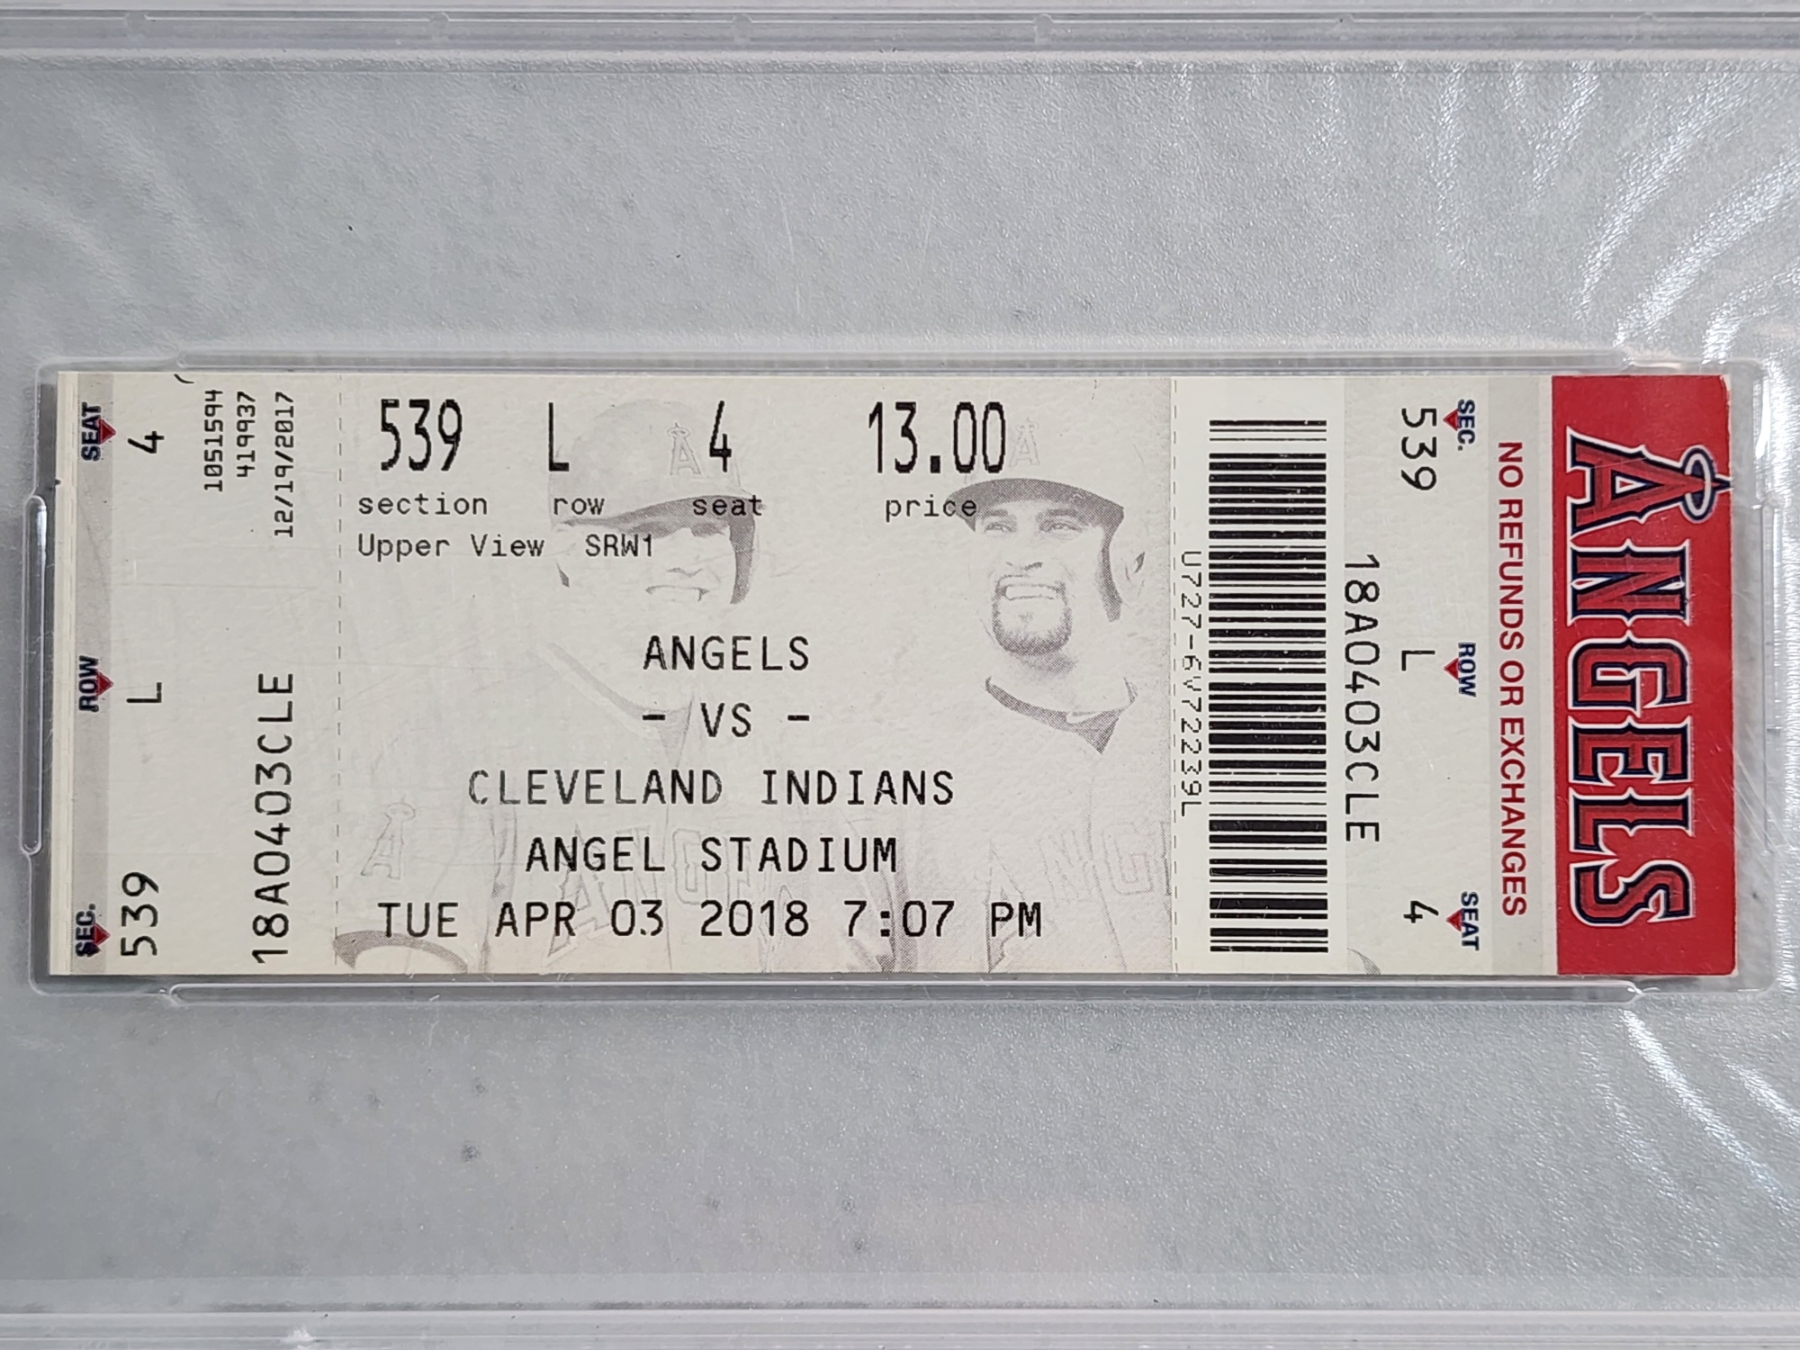 SEAT
4
ROW
L
SEC.
539
1051594
419937
12/19/2017
18A0403CLE
539 L 4 13.00
section row seat price
Upper View SRW1
ANGELS
- VS -
CLEVELAND INDIANS
ANGEL STADIUM
TUE APR 03 2018 7:07 PM
U727-6V72239L
18A0403CLE
SEC.
539
ROW
L
SEAT
4
NO REFUNDS OR EXCHANGES
ANGELS